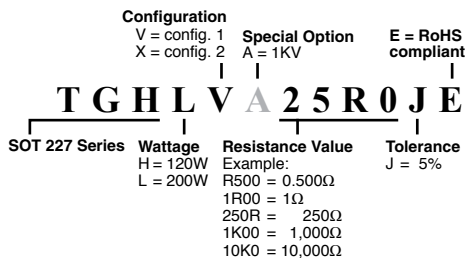 Configuration
V = config. 1
X = config. 2
Special Option
A = 1KV
E = RoHS
compliant
T G H L V A 2 5 R 0 J E
SOT 227 Series
Wattage
H = 120W
L = 200W
Resistance Value
Example:
R500 = 0.500Ω
1R00 = 1Ω
250R = 250Ω
1K00 = 1,000Ω
10K0 = 10,000Ω
Tolerance
J = 5%